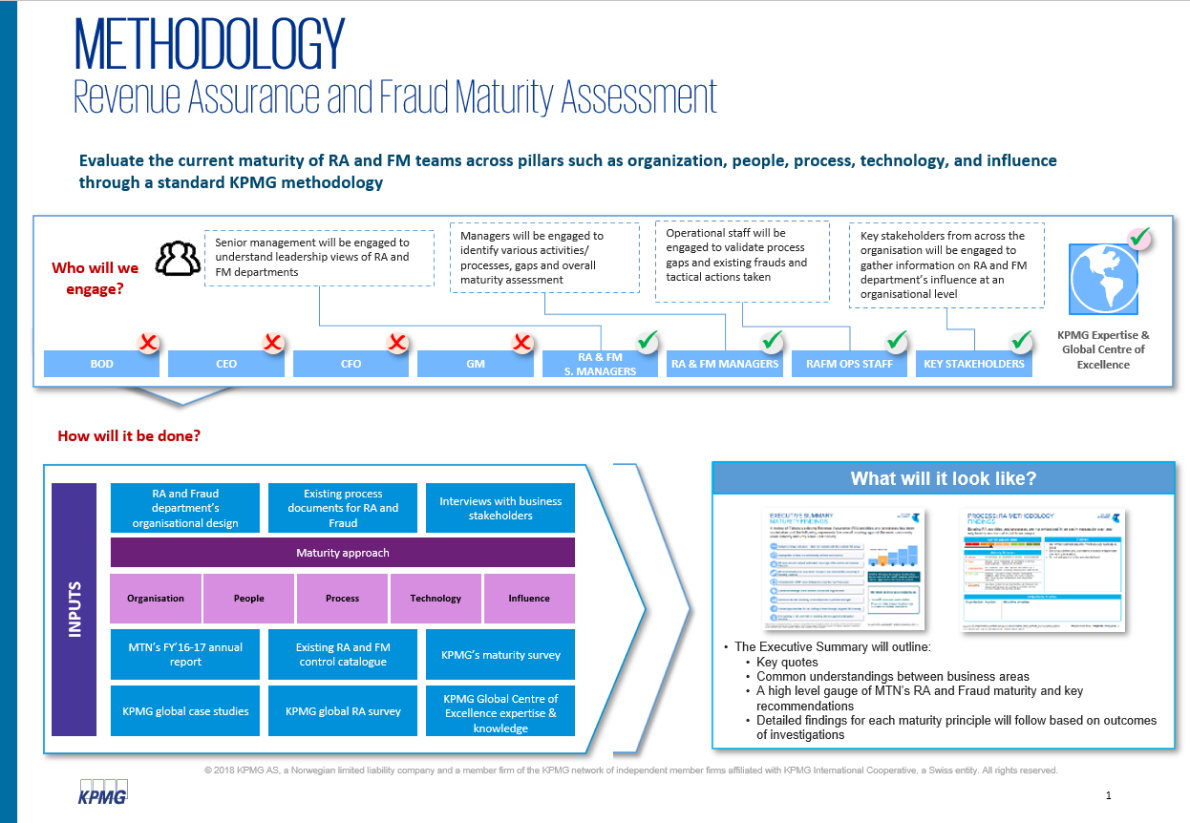 METHODOLOGY
Revenue Assurance and Fraud Maturity Assessment
Evaluate the current maturity of RA and FM teams across pillars such as organization, people, process, technology, and influence
through a standard KPMG methodology
Who will we
engage?
Senior management will be engaged to
understand leadership views of RA and
FM departments
Managers will be engaged to
identify various activities/
processes, gaps and overall
maturity assessment
Operational staff will be
engaged to validate process
gaps and existing frauds and
tactical actions taken
Key stakeholders from across the
organisation will be engaged to
gather information on RA and FM
department's influence at an
organisational level
KPMG Expertise &
Global Centre of
Excellence
BOD
CEO
CFO
GM
RA & FM
S. MANAGERS
RA & FM MANAGERS
RAFM OPS STAFF
KEY STAKEHOLDERS
How will it be done?
INPUTS
RA and Fraud
department's
organisational design
Existing process
documents for RA and
Fraud
Interviews with business
stakeholders
Maturity approach
Organisation
People
Process
Technology
Influence
MTN's FY'16-17 annual
report
Existing RA and FM
control catalogue
KPMG's maturity survey
KPMG global case studies
KPMG global RA survey
KPMG Global Centre of
Excellence expertise &
knowledge
What will it look like?
EXECUTIVE SUMMARY
MATURITY FINDINGS
PROCESS: RA METHODOLOGY
FINDINGS
• The Executive Summary will outline:
• Key quotes
• Common understandings between business areas
• A high level gauge of MTN's RA and Fraud maturity and key
recommendations
• Detailed findings for each maturity principle will follow based on outcomes
of investigations
© 2018 KPMG AS, a Norwegian limited liability company and a member firm of the KPMG network of independent member firms affiliated with KPMG International Cooperative, a Swiss entity. All rights reserved.
KPMG
1